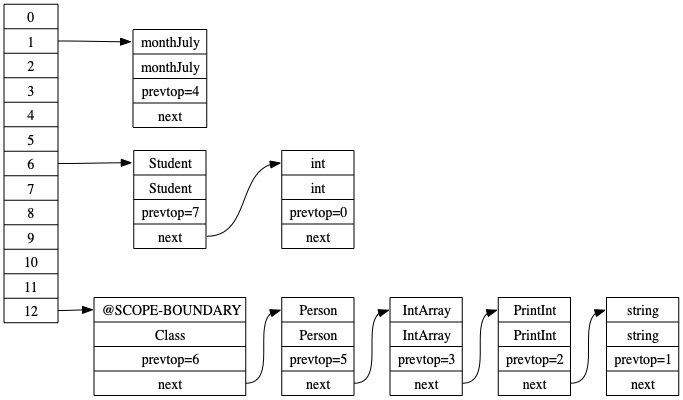 0
1
2
3
4
5
6
7
8
9
10
11
12
monthJuly
monthJuly
prevtop=4
next
Student
Student
prevtop=7
next
int
int
prevtop=0
next
@SCOPE-BOUNDARY
Class
prevtop=6
next
Person
Person
prevtop=5
next
IntArray
IntArray
prevtop=3
next
PrintInt
PrintInt
prevtop=2
next
string
string
prevtop=1
next